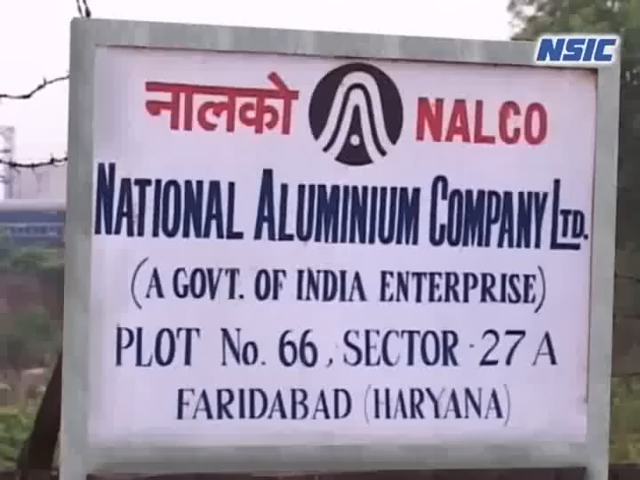 NSIC
नालको NALCO
NATIONAL ALUMINIUM COMPANY LTD.
(A GOVT. OF INDIA ENTERPRISE)
PLOT No. 66, SECTOR - 27 A
FARIDABAD (HARYANA)